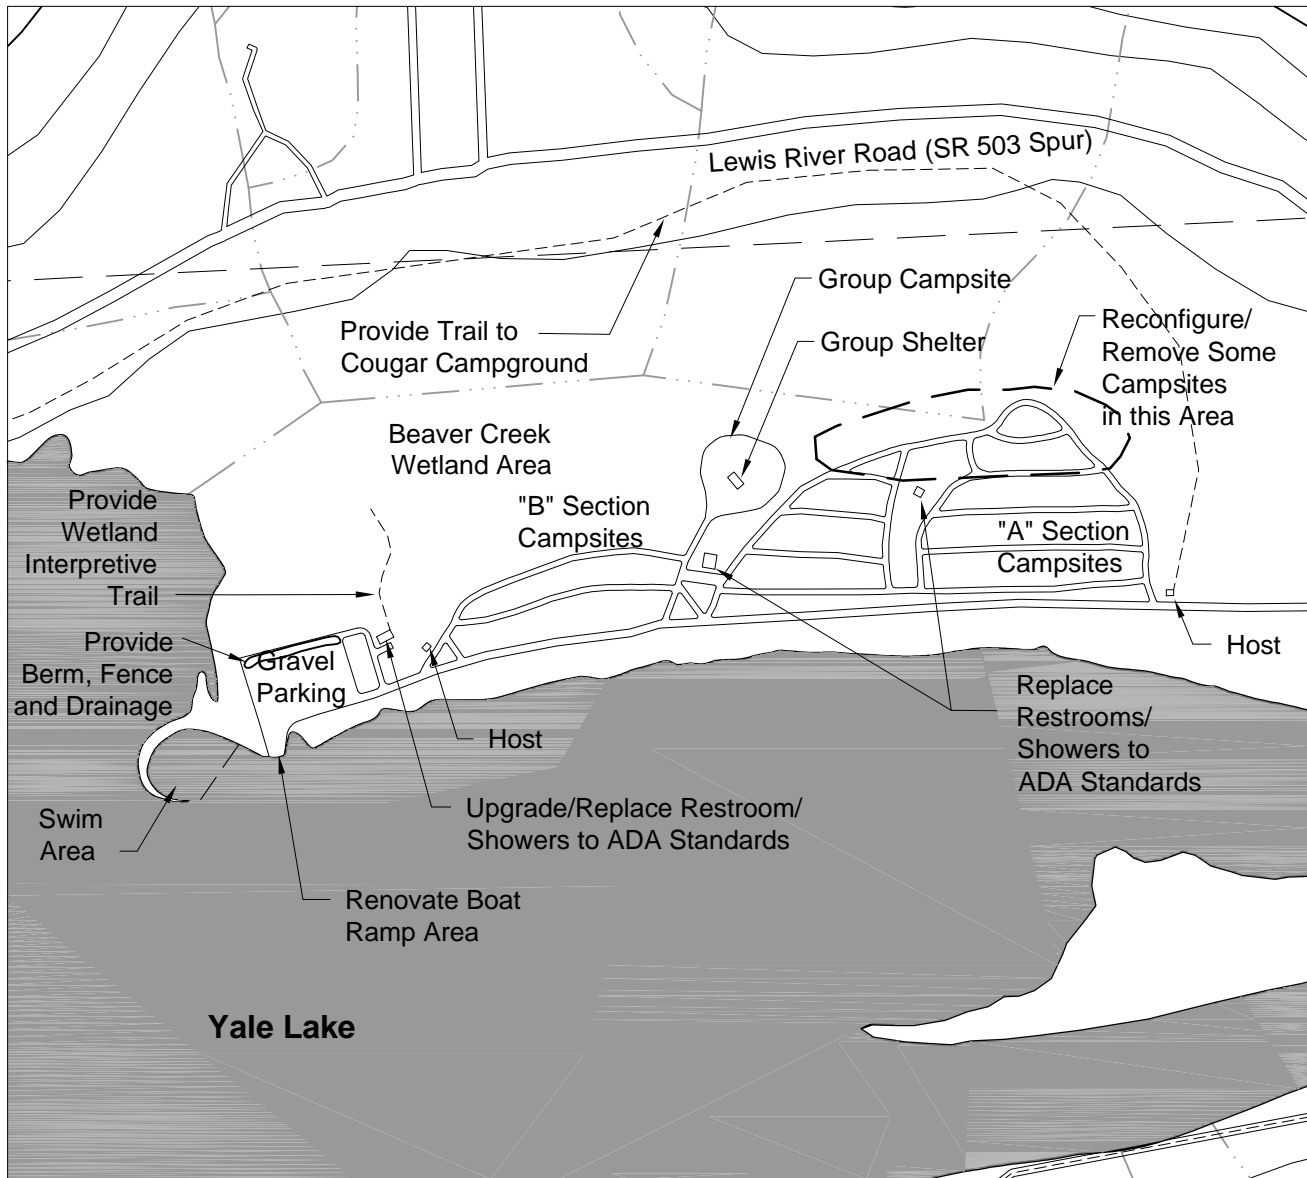 Lewis River Road (SR 503 Spur)
Group Campsite
Provide Trail to
Cougar Campground
Group Shelter
Reconfigure/
Remove Some
Campsites
in this Area
Beaver Creek
Wetland Area
"B" Section
Campsites
"A" Section
Campsites
Provide
Wetland
Interpretive
Trail
Provide
Berm, Fence
and Drainage
Gravel
Parking
Host
Host
Replace
Restrooms/
Showers to
ADA Standards
Swim
Area
Upgrade/Replace Restroom/
Showers to ADA Standards
Renovate Boat
Ramp Area
Yale Lake